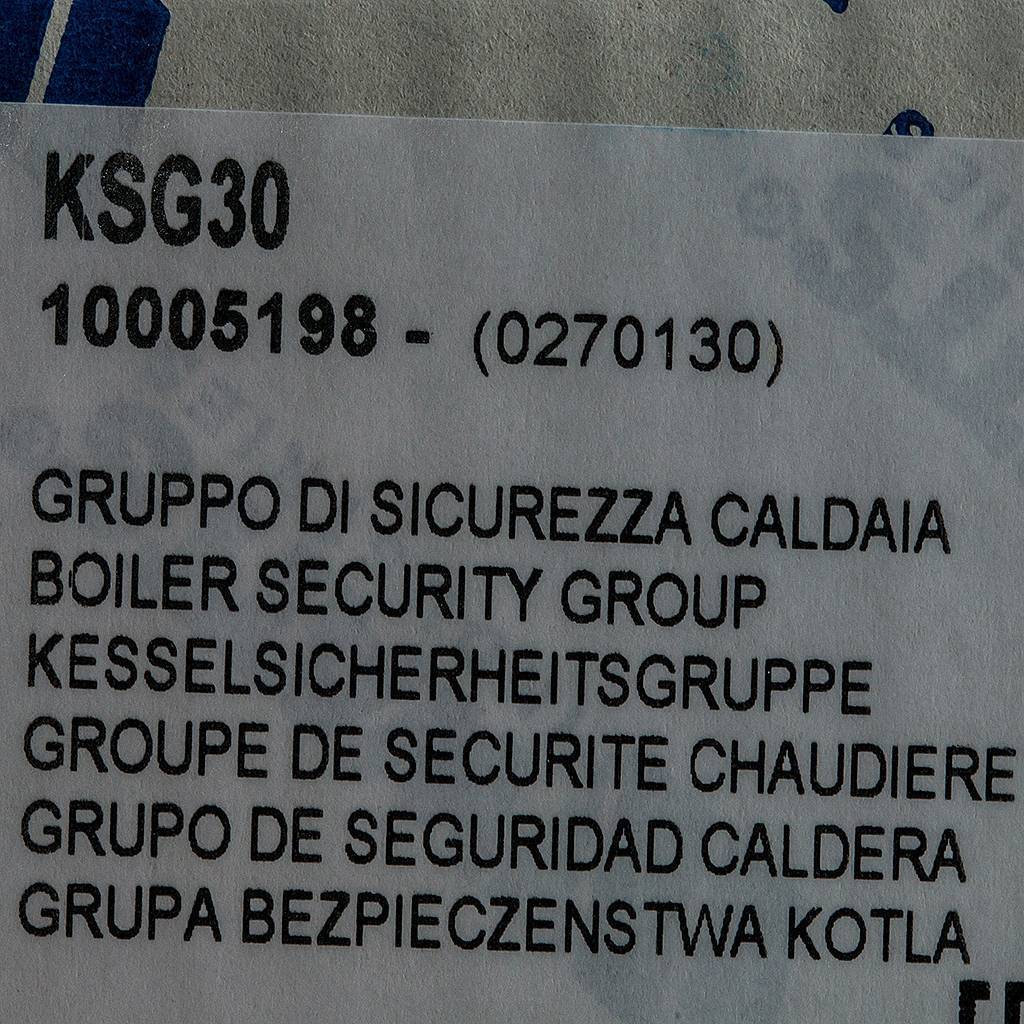 KSG30
10005198 - (0270130)
GRUPPO DI SICUREZZA CALDAIA
BOILER SECURITY GROUP
KESSELSICHERHEITSGRUPPE
GROUPE DE SECURITE CHAUDIERE
GRUPO DE SEGURIDAD CALDERA
GRUPA BEZPIECZENSTWA KOTLA